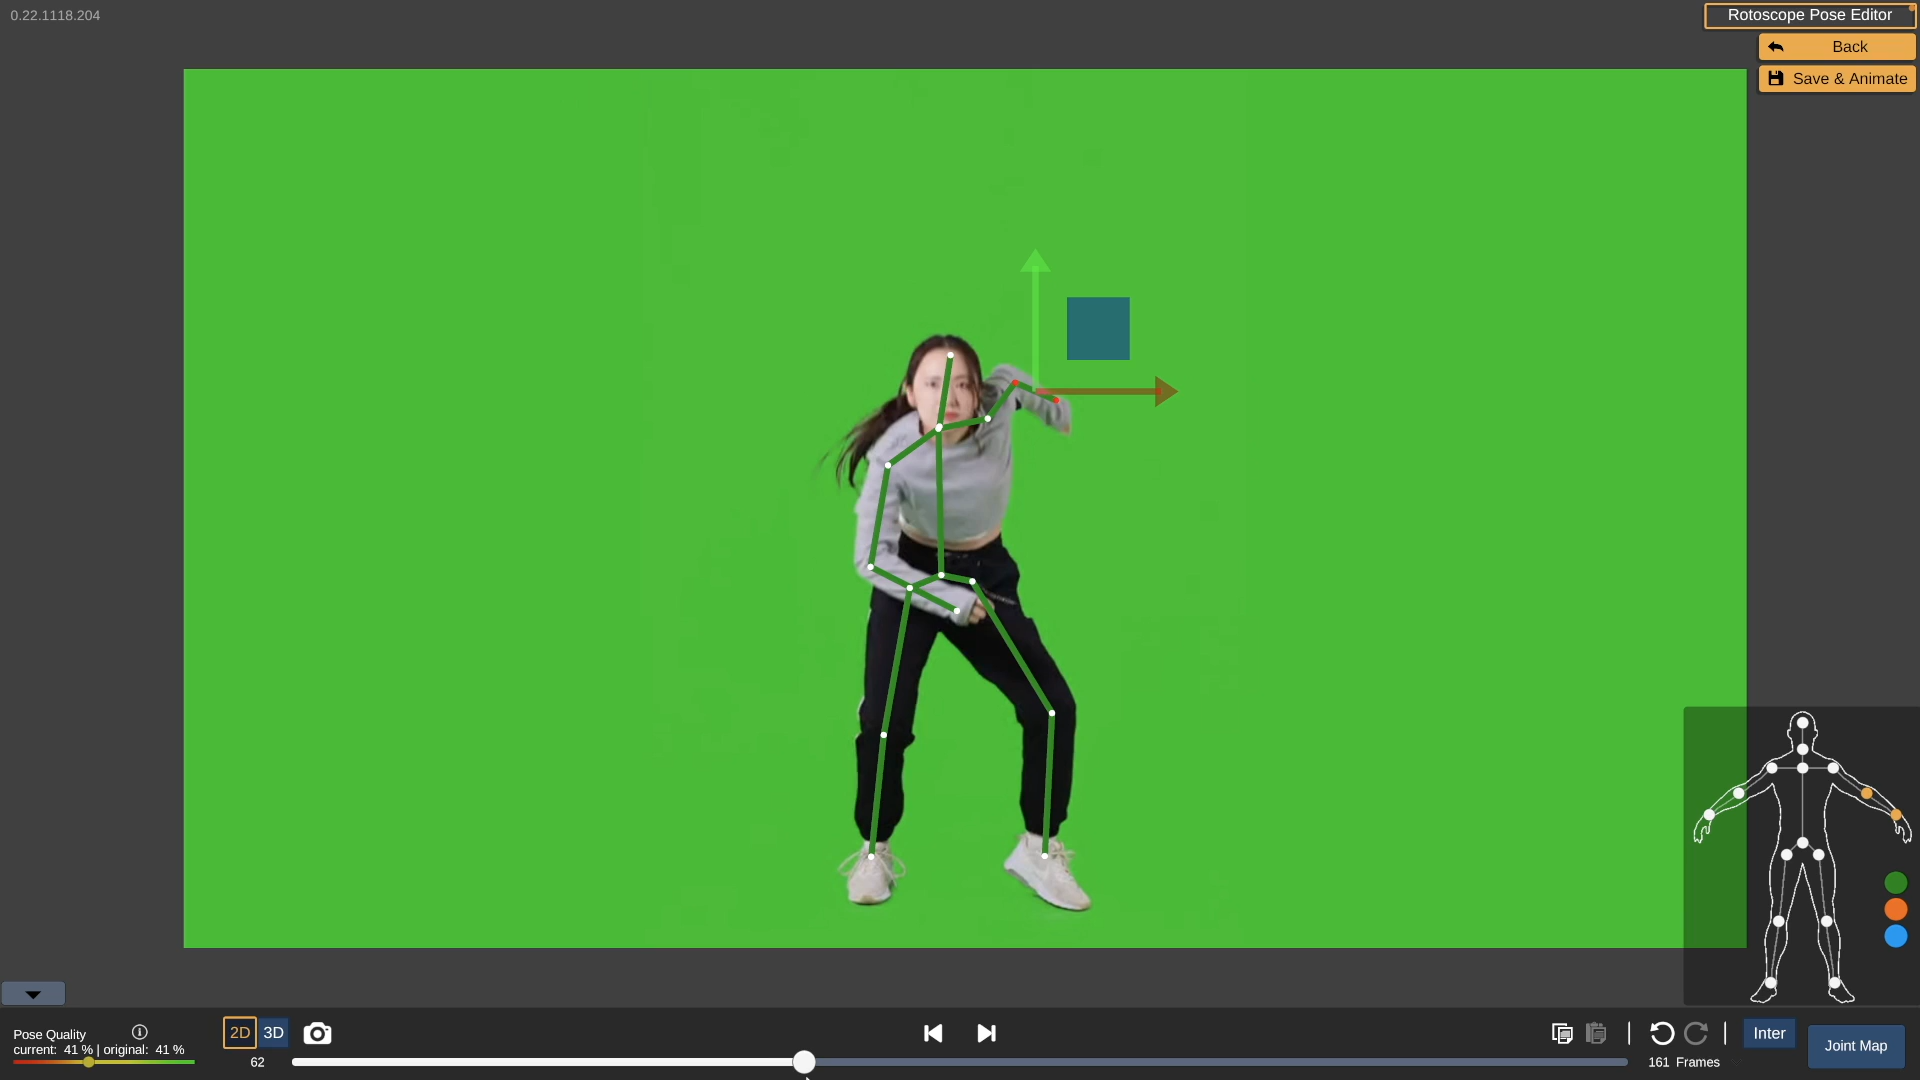 0.22.1118.204
Rotoscope Pose Editor
Back
Save & Animate
Pose Quality
current: 41 % | original: 41 %
2D 3D
62
161 Frames
Inter
Joint Map